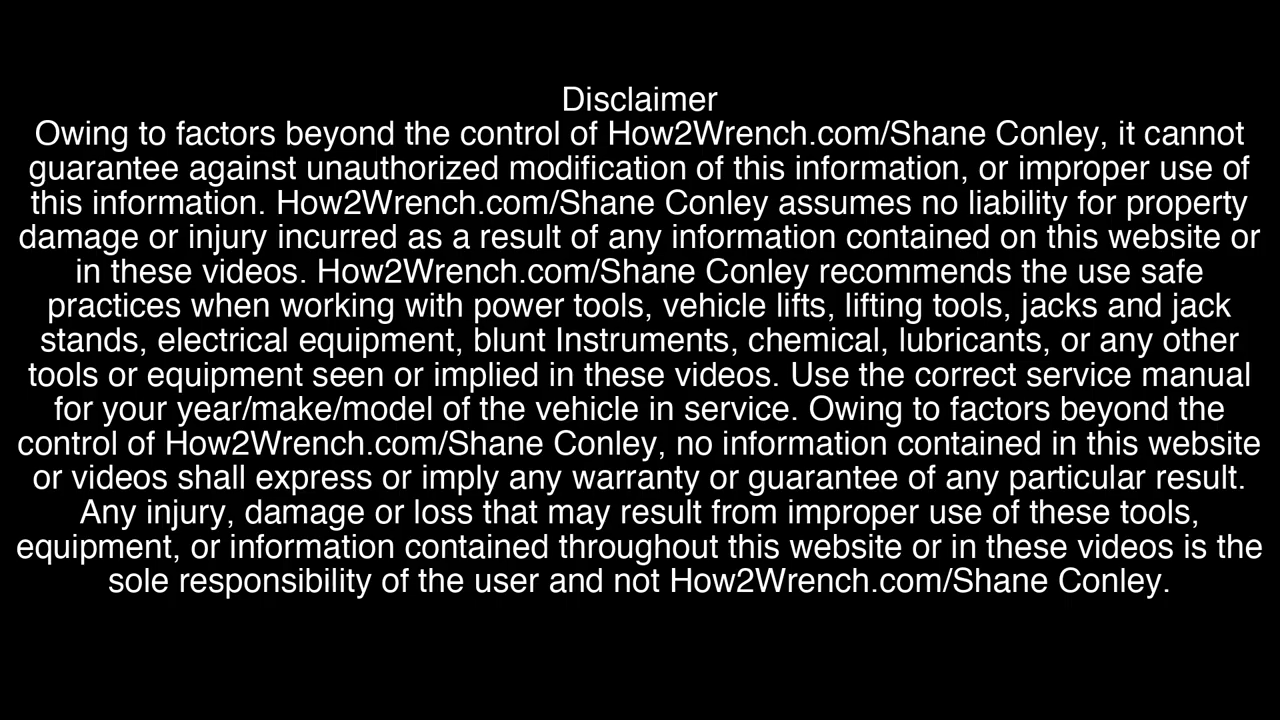 Disclaimer
Owing to factors beyond the control of How2Wrench.com/Shane Conley, it cannot
guarantee against unauthorized modification of this information, or improper use of
this information. How2Wrench.com/Shane Conley assumes no liability for property
damage or injury incurred as a result of any information contained on this website or
in these videos. How2Wrench.com/Shane Conley recommends the use safe
practices when working with power tools, vehicle lifts, lifting tools, jacks and jack
stands, electrical equipment, blunt Instruments, chemical, lubricants, or any other
tools or equipment seen or implied in these videos. Use the correct service manual
for your year/make/model of the vehicle in service. Owing to factors beyond the
control of How2Wrench.com/Shane Conley, no information contained in this website
or videos shall express or imply any warranty or guarantee of any particular result.
Any injury, damage or loss that may result from improper use of these tools,
equipment, or information contained throughout this website or in these videos is the
sole responsibility of the user and not How2Wrench.com/Shane Conley.